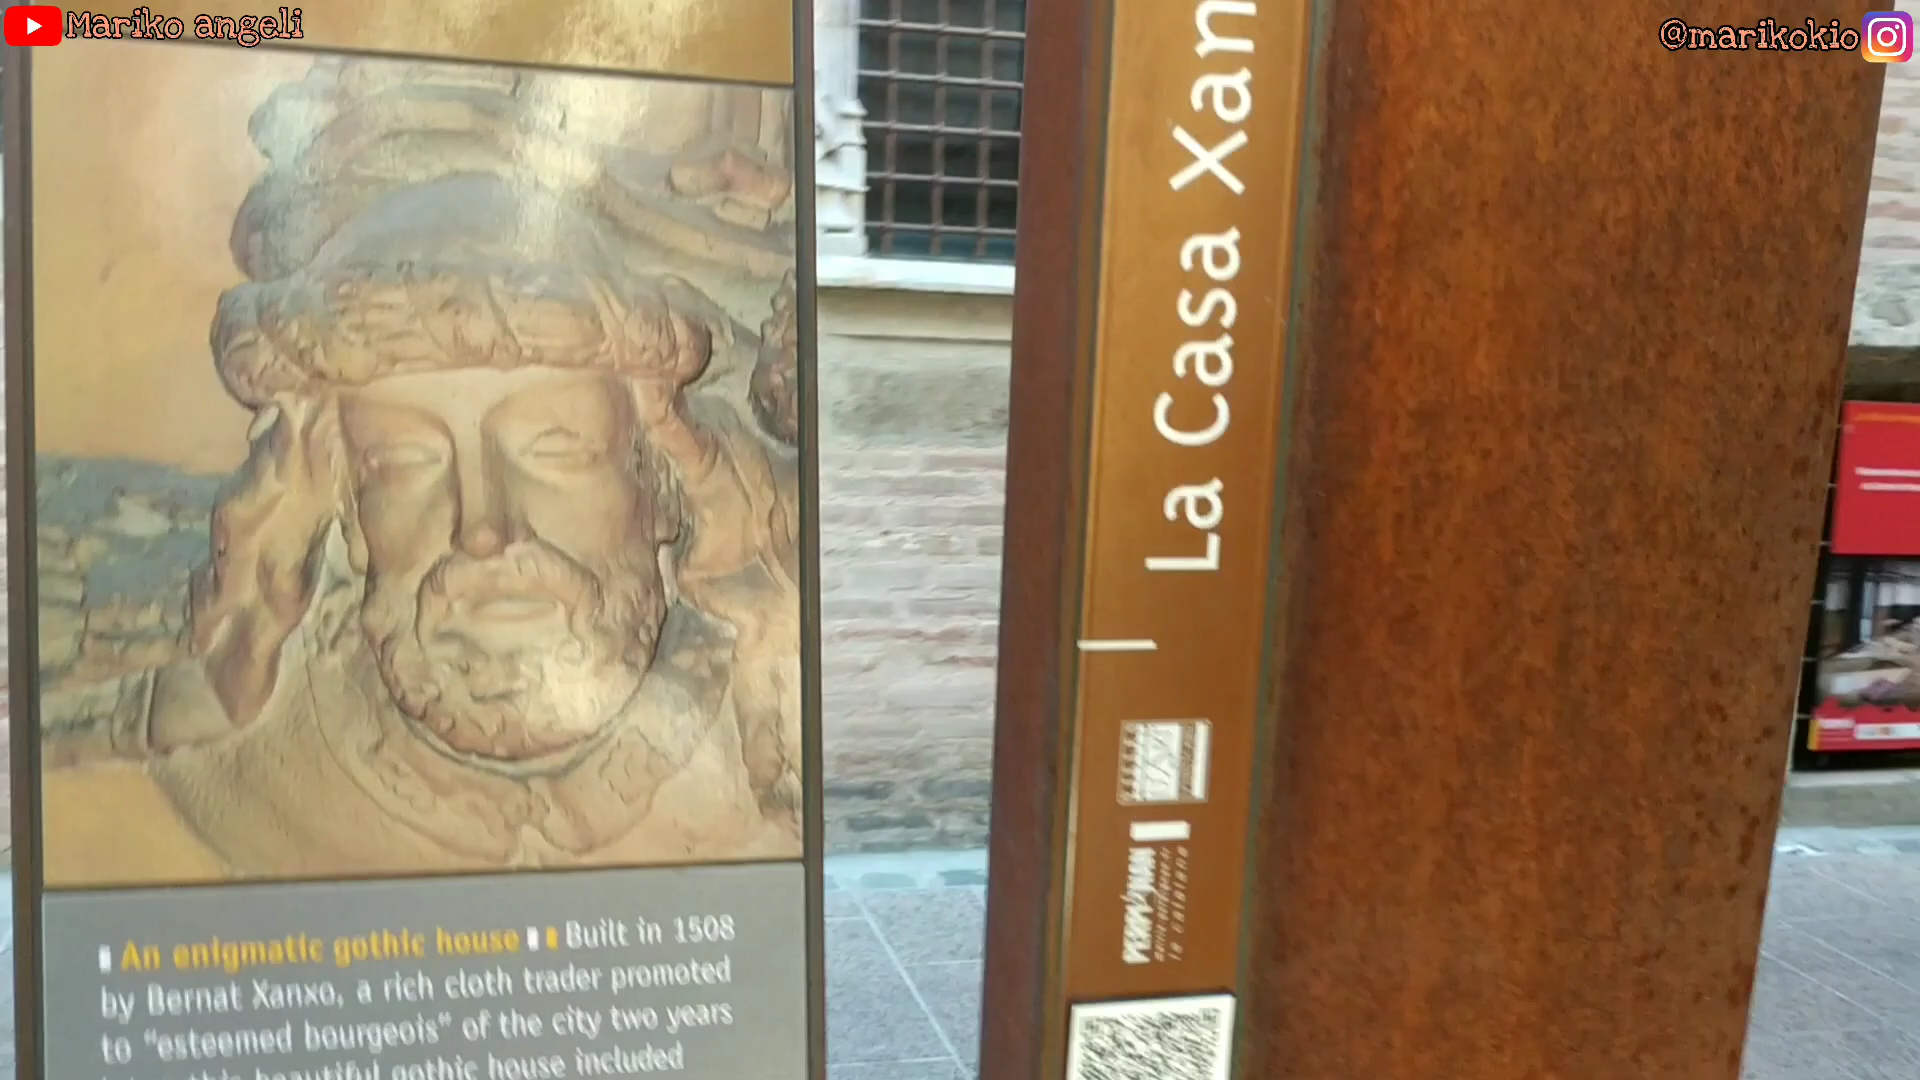 Mariko angeli
@marikokio
La Casa Xan
PERPIGNAN
An enigmatic gothic house Built in 1508
by Bernat Xanxo, a rich cloth trader promoted
to "esteemed bourgeois" of the city two years
this beautiful gothic house included